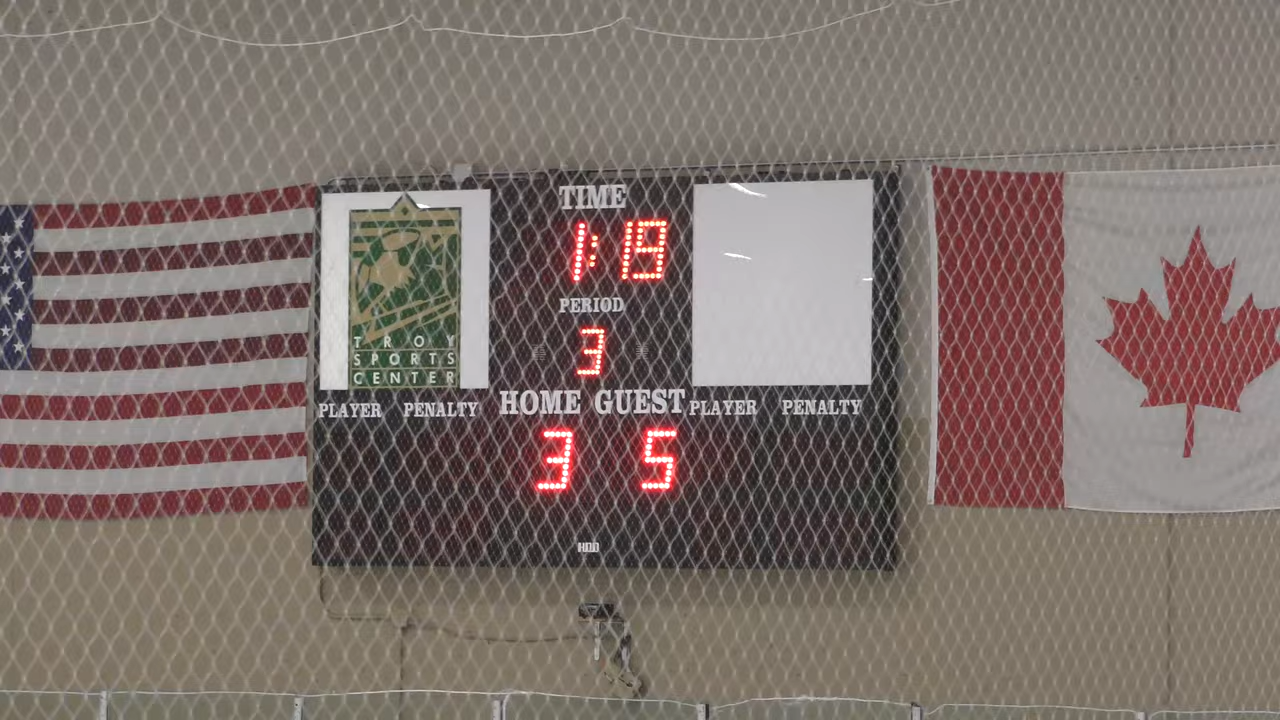 TIME
1:19
PERIOD
3
TROY
SPORTS
CENTER
HOME GUEST
PLAYER PENALTY
PLAYER PENALTY
3 5